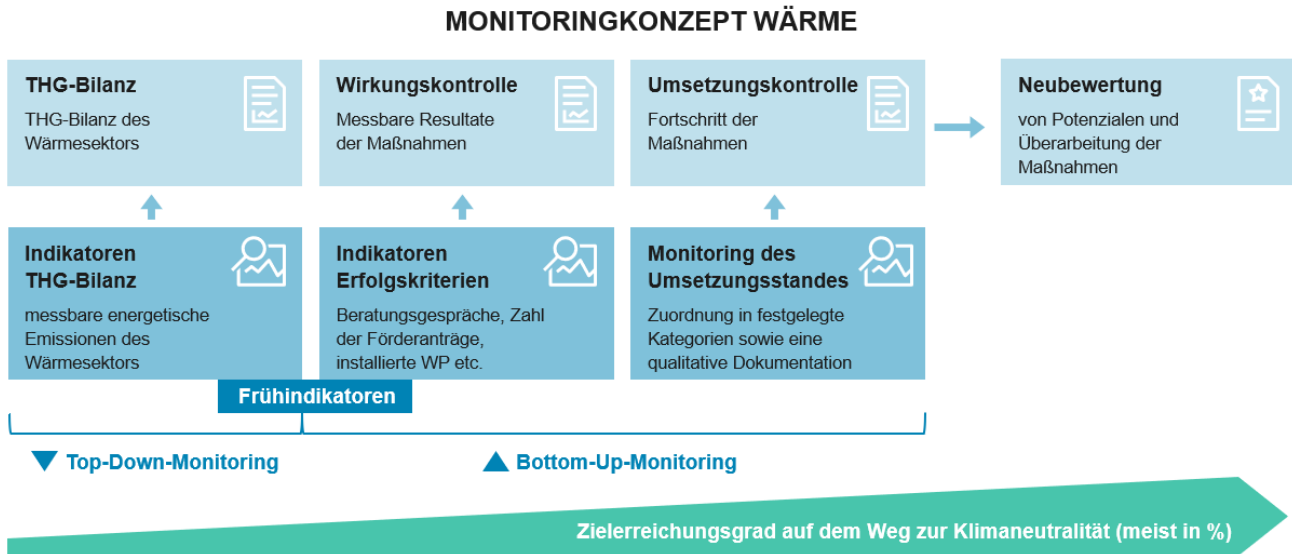 MONITORINGKONZEPT WÄRME
THG-Bilanz
THG-Bilanz des
Wärmesektors
Wirkungskontrolle
Messbare Resultate
der Maßnahmen
Umsetzungskontrolle
Fortschritt der
Maßnahmen
Neubewertung
von Potenzialen und
Überarbeitung der
Maßnahmen
Indikatoren
THG-Bilanz
messbare energetische
Emissionen des
Wärmesektors
Indikatoren
Erfolgskriterien
Beratungsgespräche, Zahl
der Förderanträge,
installierte WP etc.
Monitoring des
Umsetzungsstandes
Zuordnung in festgelegte
Kategorien sowie eine
qualitative Dokumentation
Frühindikatoren
Top-Down-Monitoring
Bottom-Up-Monitoring
Zielerreichungsgrad auf dem Weg zur Klimaneutralität (meist in %)